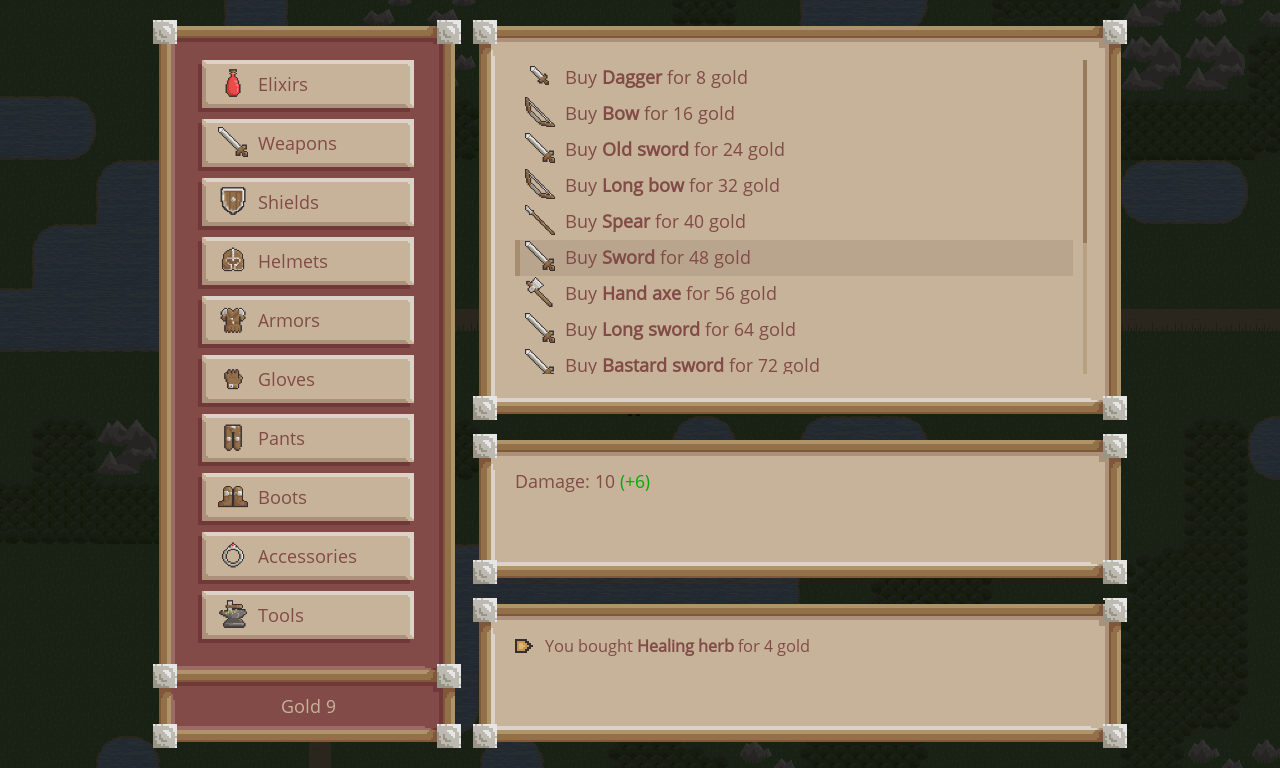 Elixirs
Weapons
Shields
Helmets
Armors
Gloves
Pants
Boots
Accessories
Tools
Gold 9
Buy Dagger for 8 gold
Buy Bow for 16 gold
Buy Old sword for 24 gold
Buy Long bow for 32 gold
Buy Spear for 40 gold
Buy Sword for 48 gold
Buy Hand axe for 56 gold
Buy Long sword for 64 gold
Buy Bastard sword for 72 gold
Damage: 10 (+6)
You bought Healing herb for 4 gold